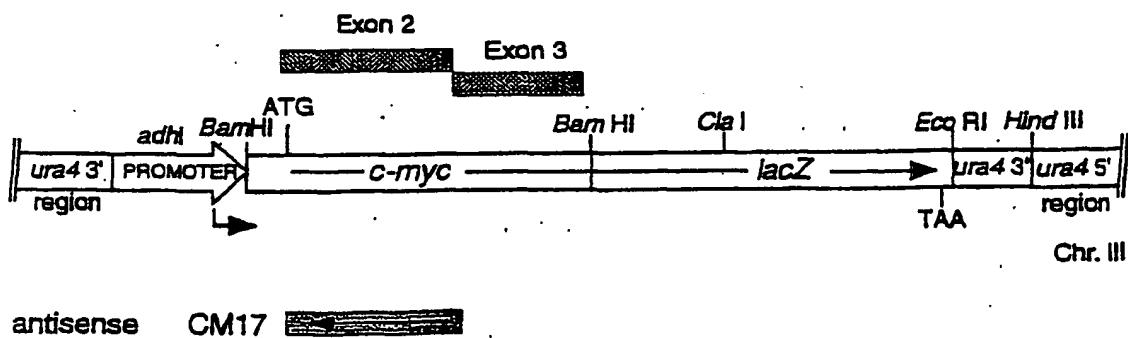 Exon 2
Exon 3
ATG
adhI BamHI Bam HI Cla I Eco RI Hind III
ura4 3' PROMOTER c-myc lacZ ura4 3' ura4 5'
region region
TAA
Chr. III
antisense CM17